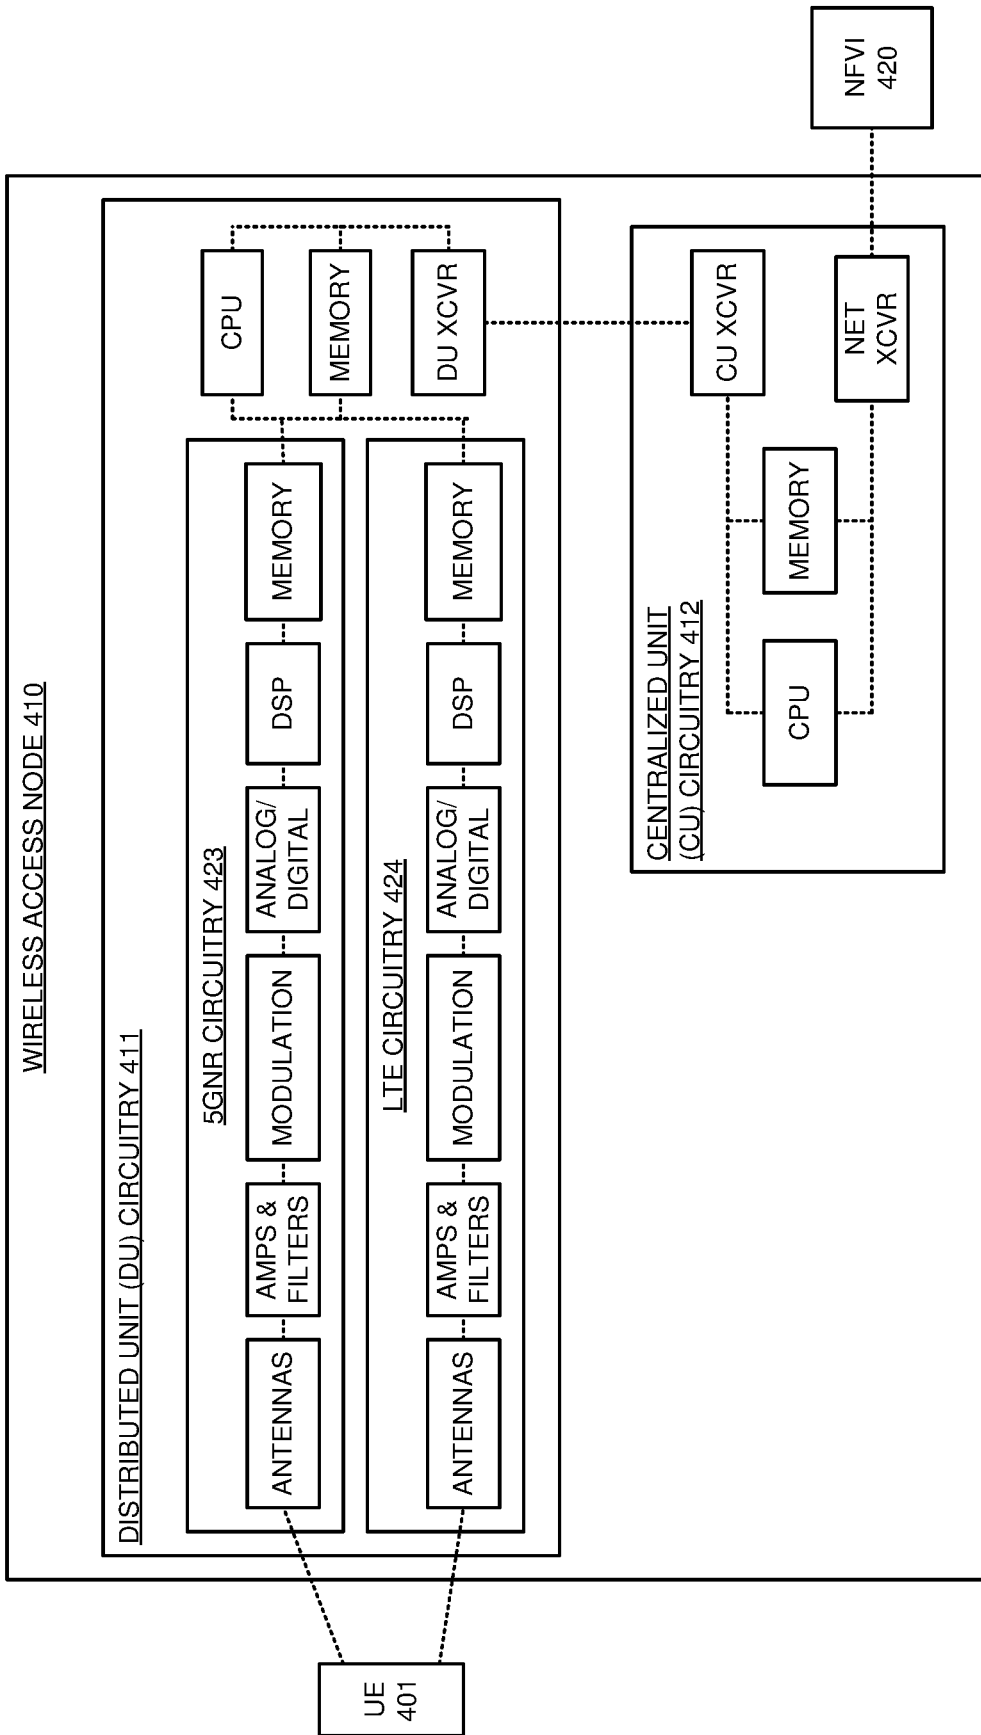 WIRELESS ACCESS NODE 410
DISTRIBUTED UNIT (DU) CIRCUITRY 411
5GNR CIRCUITRY 423
ANTENNAS
AMPS &
FILTERS
MODULATION
ANALOG/
DIGITAL
DSP
MEMORY
LTE CIRCUITRY 424
ANTENNAS
AMPS &
FILTERS
MODULATION
ANALOG/
DIGITAL
DSP
MEMORY
CPU
MEMORY
DU XCVR
UE
401
CENTRALIZED UNIT
(CU) CIRCUITRY 412
CPU
MEMORY
CU XCVR
NET
XCVR
NFVI
420